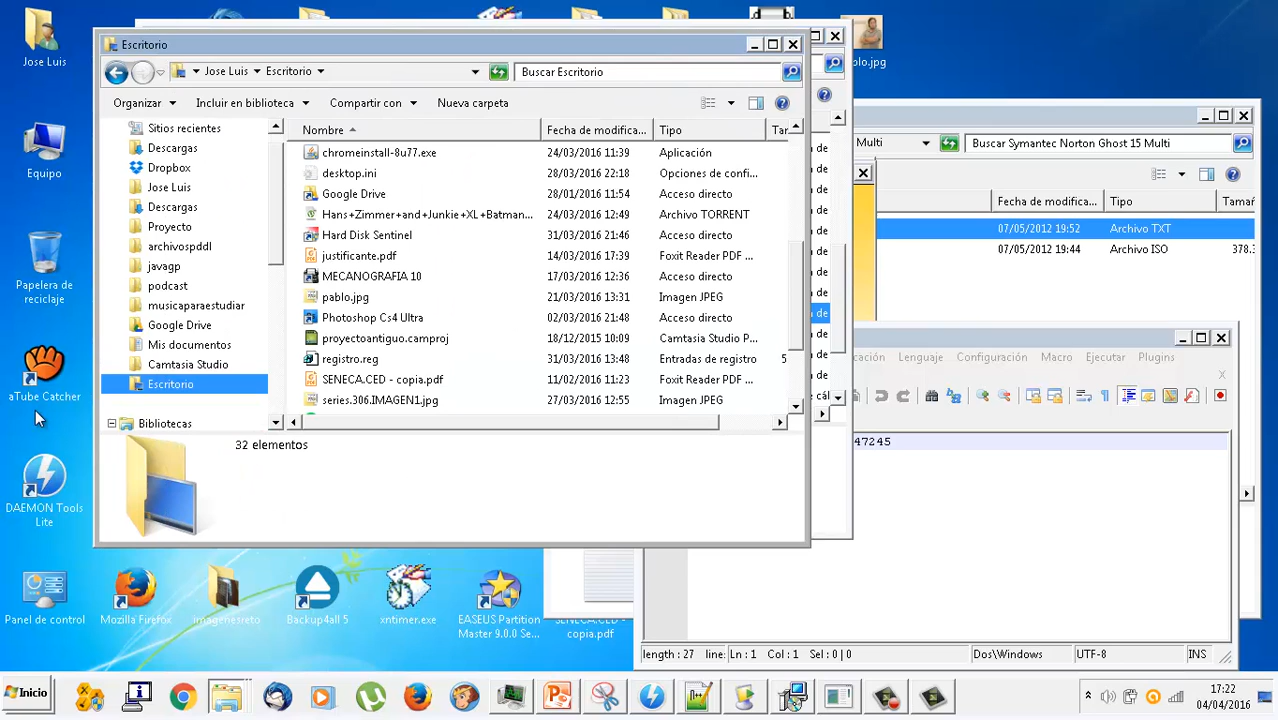 Jose Luis
Equipo
Papelera de
reciclaje
aTube Catcher
DAEMON Tools
Lite
Panel de control
Mozilla Firefox
imagenesreto
Backup4all 5
xntimer.exe
EASEUS Partition
Master 9.0.0 Se...
SENECA.CED -
copia.pdf
Escritorio
Jose Luis
Escritorio
Buscar Escritorio
Organizar
Incluir en biblioteca
Compartir con
Nueva carpeta
Sitios recientes
Descargas
Dropbox
Jose Luis
Descargas
Proyecto
archivospddl
javagp
podcast
musicaparaestudiar
Google Drive
Mis documentos
Camtasia Studio
Escritorio
Bibliotecas
Nombre Fecha de modifica... Tipo
chromeinstall-8u77.exe 24/03/2016 11:39 Aplicación
desktop.ini 28/03/2016 22:18 Opciones de confi...
Google Drive 28/01/2016 11:54 Acceso directo
Hans+Zimmer+and+Junkie+XL+Batman... 24/03/2016 12:49 Archivo TORRENT
Hard Disk Sentinel 31/03/2016 21:46 Acceso directo
justificante.pdf 14/03/2016 17:39 Foxit Reader PDF ...
MECANOGRAFIA 10 17/03/2016 12:36 Acceso directo
pablo.jpg 21/03/2016 13:31 Imagen JPEG
Photoshop Cs4 Ultra 02/03/2016 21:48 Acceso directo
proyectoantiguo.camproj 18/12/2015 10:09 Camtasia Studio P...
registro.reg 31/03/2016 13:48 Entradas de registro 5
SENECA.CED - copia.pdf 11/02/2016 11:23 Foxit Reader PDF ...
series.306.IMAGEN1.jpg 27/03/2016 12:55 Imagen JPEG
32 elementos
lo.jpg
Multi
Buscar Symantec Norton Ghost 15 Multi
Fecha de modifica... Tipo Tamañ
07/05/2012 19:52 Archivo TXT
07/05/2012 19:44 Archivo ISO 378.3
Lenguaje Configuración Macro Ejecutar Plugins
X
47245
length : 27 line: Ln : 1 Col : 1 Sel : 0 | 0 Dos\Windows UTF-8 INS
Inicio
17:22
04/04/2016